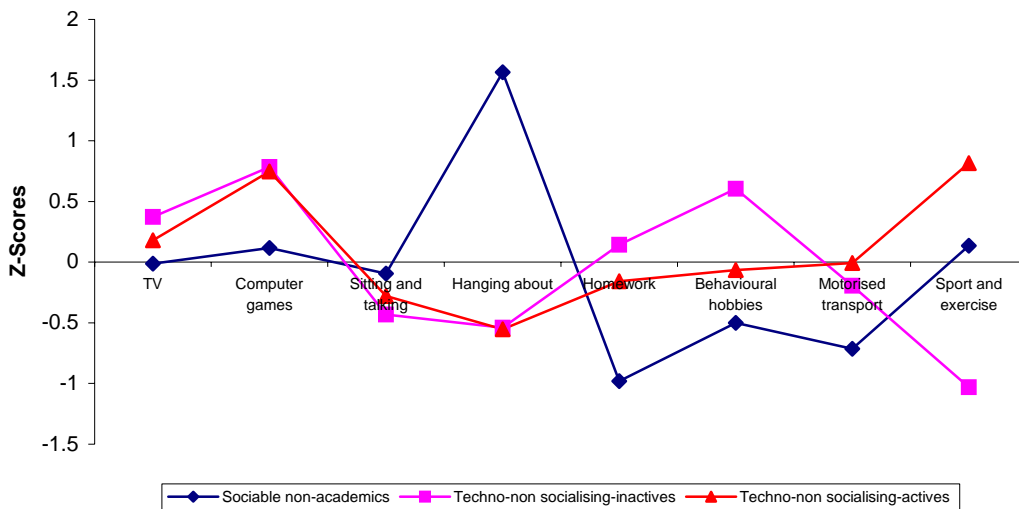 2
1.5
1
0.5
0
-0.5
-1
-1.5
Z-Scores
TV
Computer
games
Sitting and
talking
Hanging about
Homework
Behavioural
hobbies
Motorised
transport
Sport and
exercise
Sociable non-academics
Techno-non socialising-inactives
Techno-non socialising-actives